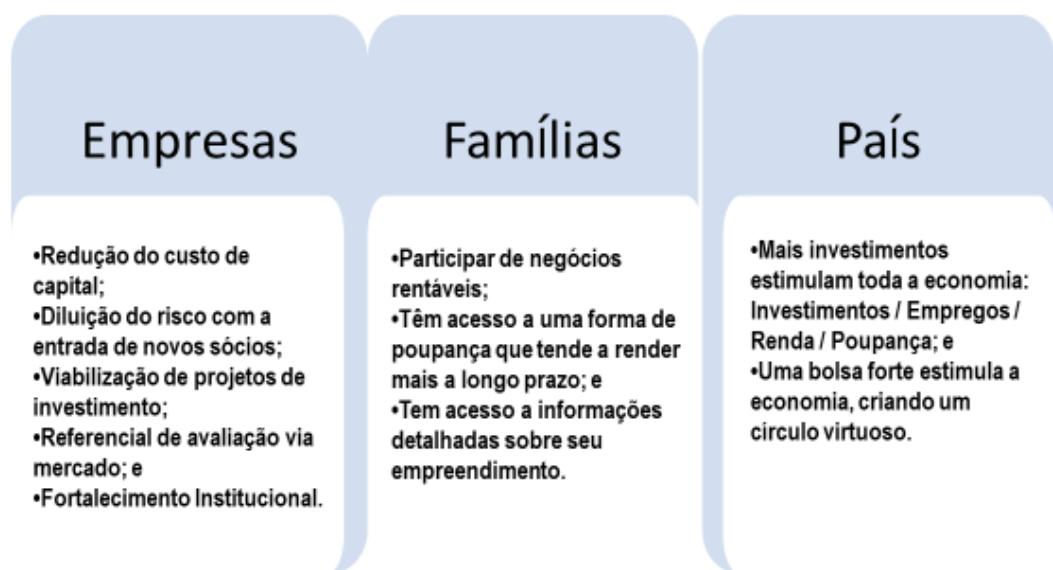 Empresas
•Redução do custo de
capital;
•Diluição do risco com a
entrada de novos sócios;
•Viabilização de projetos de
investimento;
•Referencial de avaliação via
mercado; e
•Fortalecimento Institucional.
Famílias
•Participar de negócios
rentáveis;
•Têm acesso a uma forma de
poupança que tende a render
mais a longo prazo; e
•Tem acesso a informações
detalhadas sobre seu
empreendimento.
País
•Mais investimentos
estimulam toda a economia:
Investimentos / Empregos /
Renda / Poupança; e
•Uma bolsa forte estimula a
economia, criando um
circulo virtuoso.